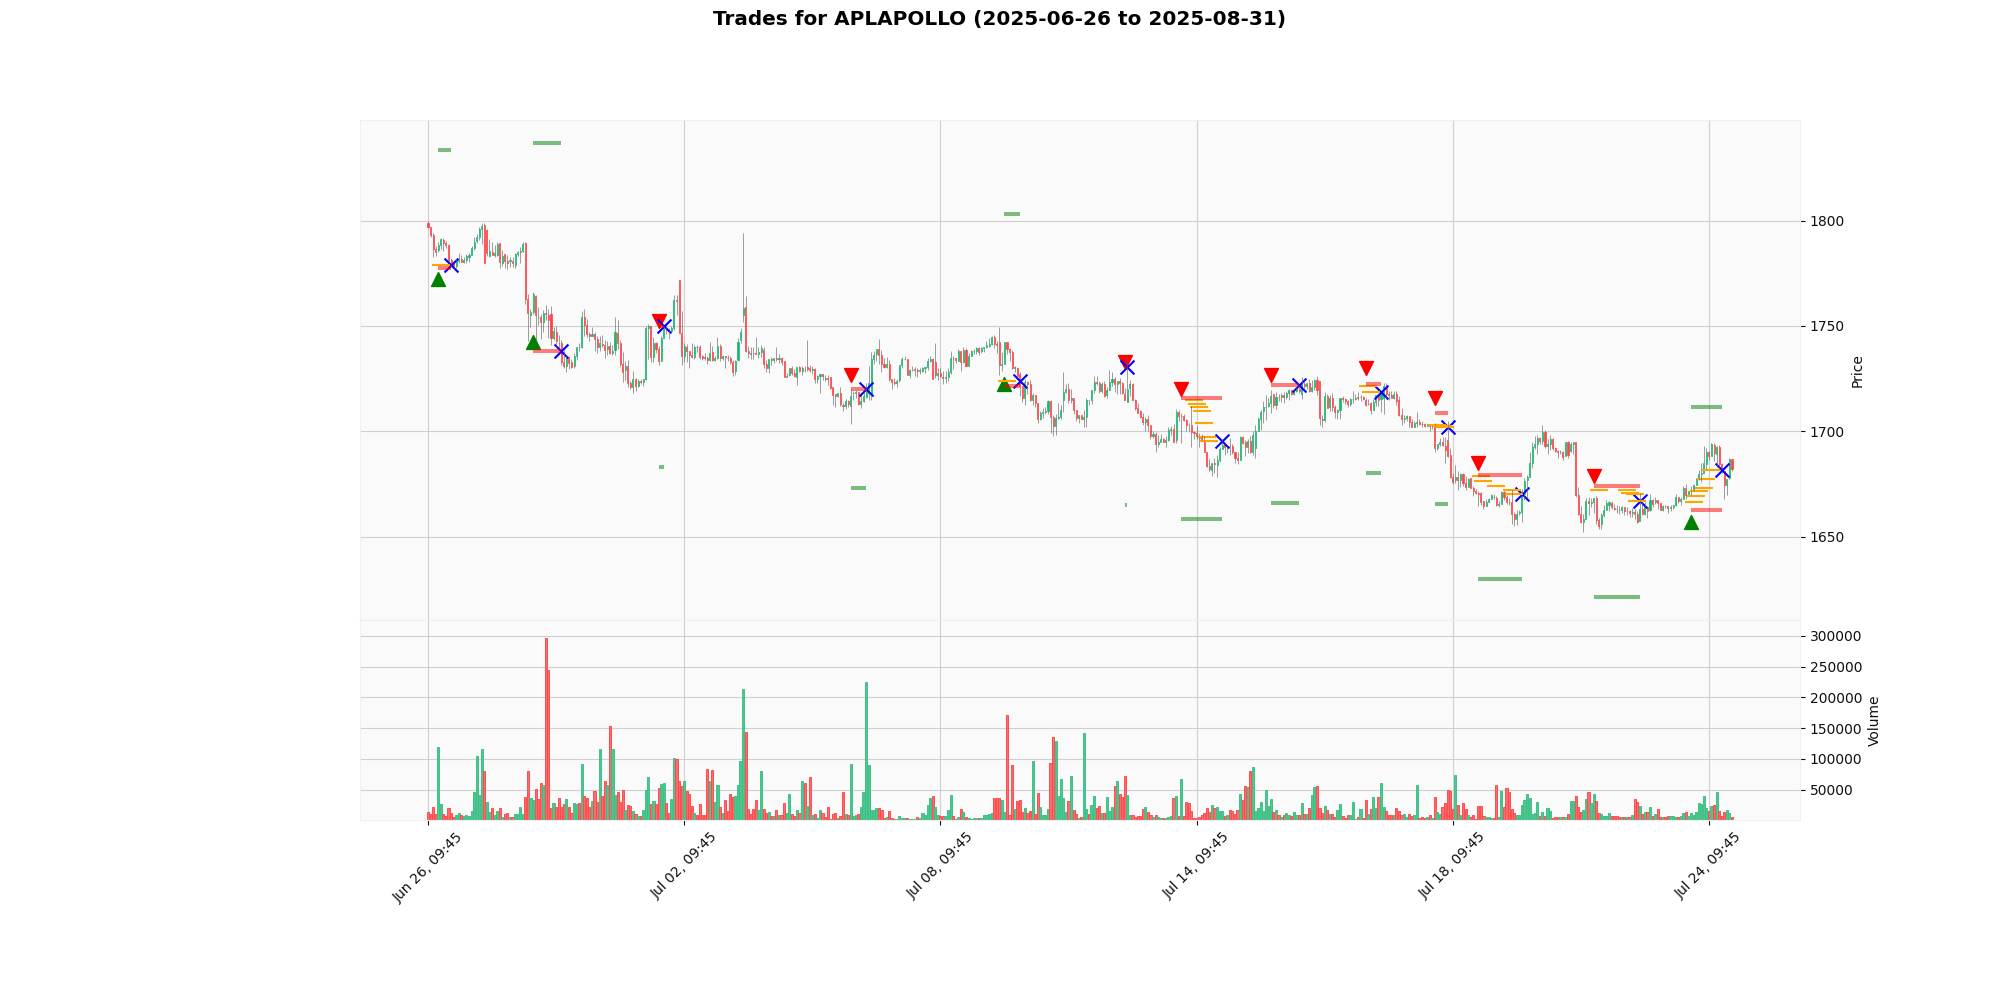 Trades for APLAPOLLO (2025-06-26 to 2025-08-31)
1800
1750
1700
1650
Price
300000
250000
200000
150000
100000
50000
Volume
Jun 26, 09:45
Jul 02, 09:45
Jul 08, 09:45
Jul 14, 09:45
Jul 18, 09:45
Jul 24, 09:45